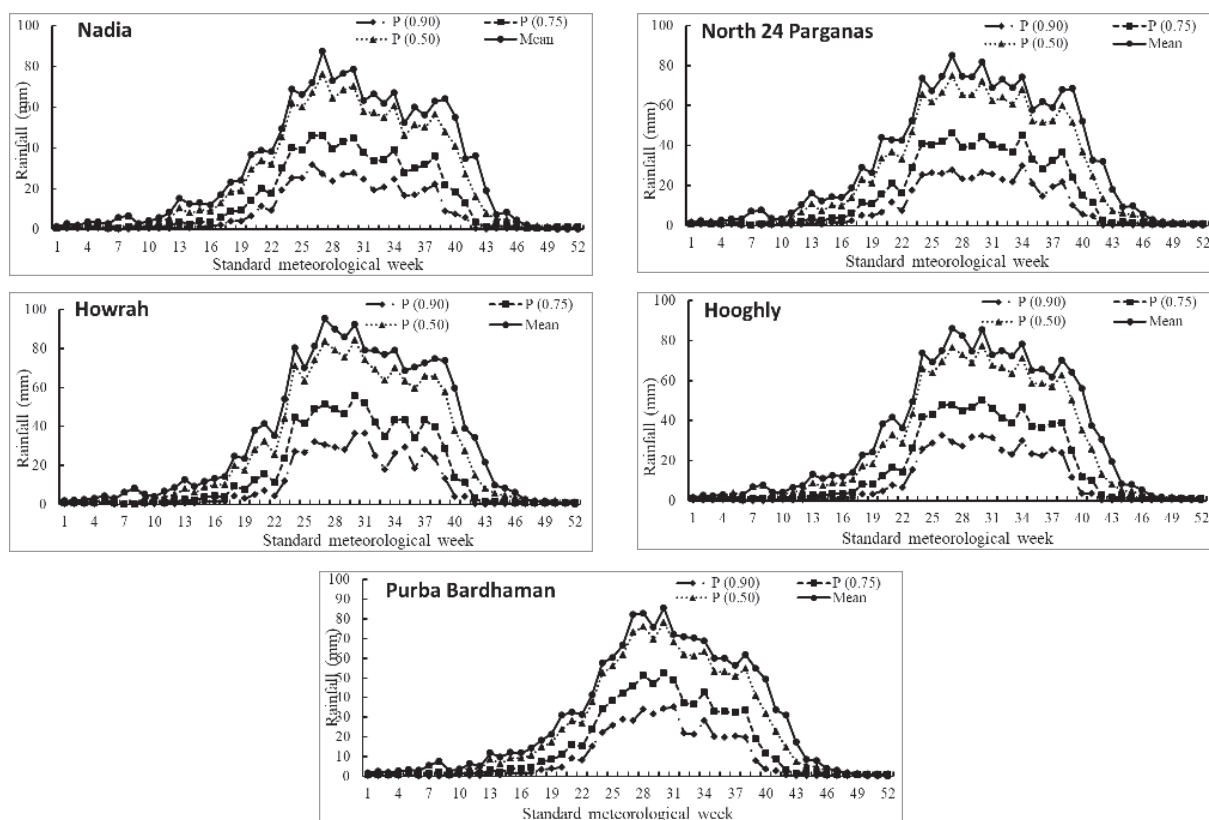 Nadia
P (0.90) P (0.75)
P (0.50) Mean
Rainfall (mm)
100
80
60
40
20
0
1 4 7 10 13 16 19 22 25 28 31 34 37 40 43 46 49 52
Standard meteorological week
North 24 Parganas
P (0.90) P (0.75)
P (0.50) Mean
Rainfall (mm)
100
80
60
40
20
0
1 4 7 10 13 16 19 22 25 28 31 34 37 40 43 46 49 52
Standard meteorological week
Howrah
P (0.90) P (0.75)
P (0.50) Mean
Rainfall (mm)
100
80
60
40
20
0
1 4 7 10 13 16 19 22 25 28 31 34 37 40 43 46 49 52
Standard meteorological week
Hooghly
P (0.90) P (0.75)
P (0.50) Mean
Rainfall (mm)
100
80
60
40
20
0
1 4 7 10 13 16 19 22 25 28 31 34 37 40 43 46 49 52
Standard meteorological week
Purba Bardhaman
P (0.90) P (0.75)
P (0.50) Mean
Rainfall (mm)
100
90
80
70
60
50
40
30
20
10
0
1 4 7 10 13 16 19 22 25 28 31 34 37 40 43 46 49 52
Standard meteorological week